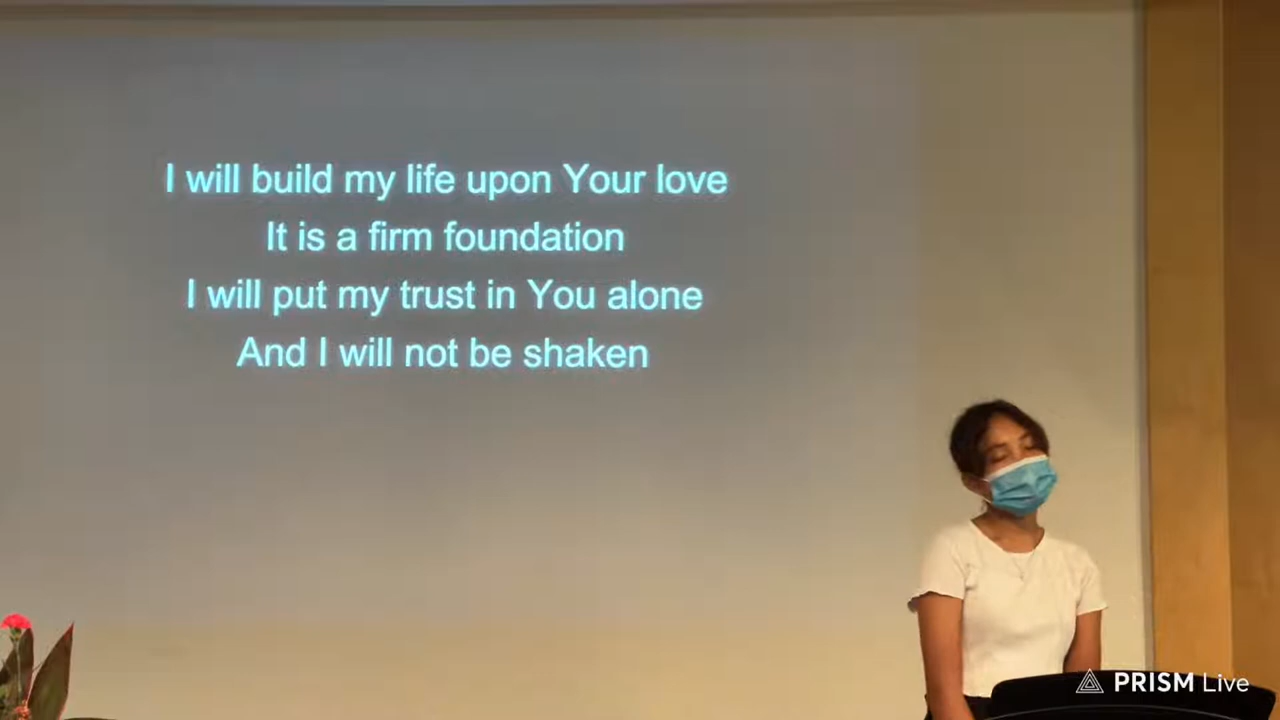 I will build my life upon Your love
It is a firm foundation
I will put my trust in You alone
And I will not be shaken
PRISM Live